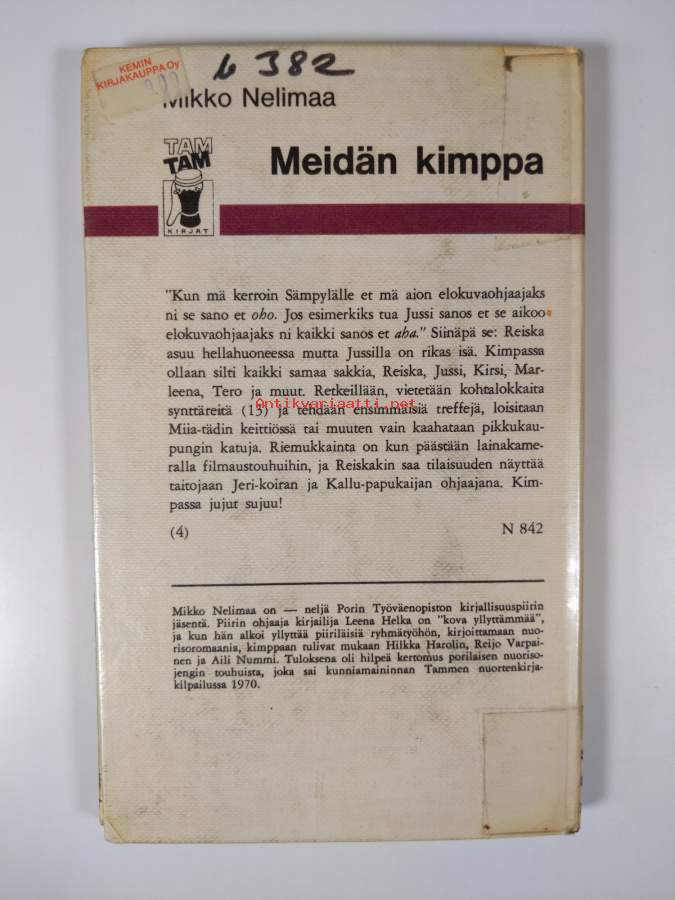 KEMIN
KIRJAKAUPPA OY
382
Mikko Nelimaa
TAM
TAM
KIRJAT
Meidän kimppa
"Kun mä kerroin Sämpylälle et mä aion elokuvaohjaajaks
ni se sano et oho. Jos esimerkiks tua Jussi sanos et se aikoo
elokuvaohjaajaks ni kaikki sanos et aha." Siinäpä se: Reiska
asuu hellahuoneessa mutta Jussilla on rikas isä. Kimpassa
ollaan silti kaikki samaa sakkia, Reiska, Jussi, Kirsi, Mar-
leena, Tero ja muut. Retkeillään, vietetään kohtalokkaita
synttäreitä (15) ja tehdään ensimmäisiä treffejä, loisitaan
Antikvariaatti.net
Miia-tädin keittiössä tai muuten vain kaahataan pikkukau-
pungin katuja. Riemukkainta on kun päästään lainakame-
ralla filmaustouhuihin, ja Reiskakin saa tilaisuuden näyttää
taitojaan Jeri-koiran ja Kallu-papukaijan ohjaajana. Kim-
passa jujut sujuu!
(4) N 842
Mikko Nelimaa on — neljä Porin Työväenopiston kirjallisuuspiirin
jäsentä. Piirin ohjaaja kirjailija Leena Helka on "kova yllyttämmää",
ja kun hän alkoi yllyttää piiriläisiä ryhmätyöhön, kirjoittamaan nuo-
risoromaania, kimppaan tulivat mukaan Hilkka Harolin, Reijo Varpai-
nen ja Aili Nummi. Tuloksena oli hilpeä kertomus porilaisen nuoriso-
jengin touhuista, joka sai kunniamaininnan Tammen nuortenkirja-
kilpailussa 1970.